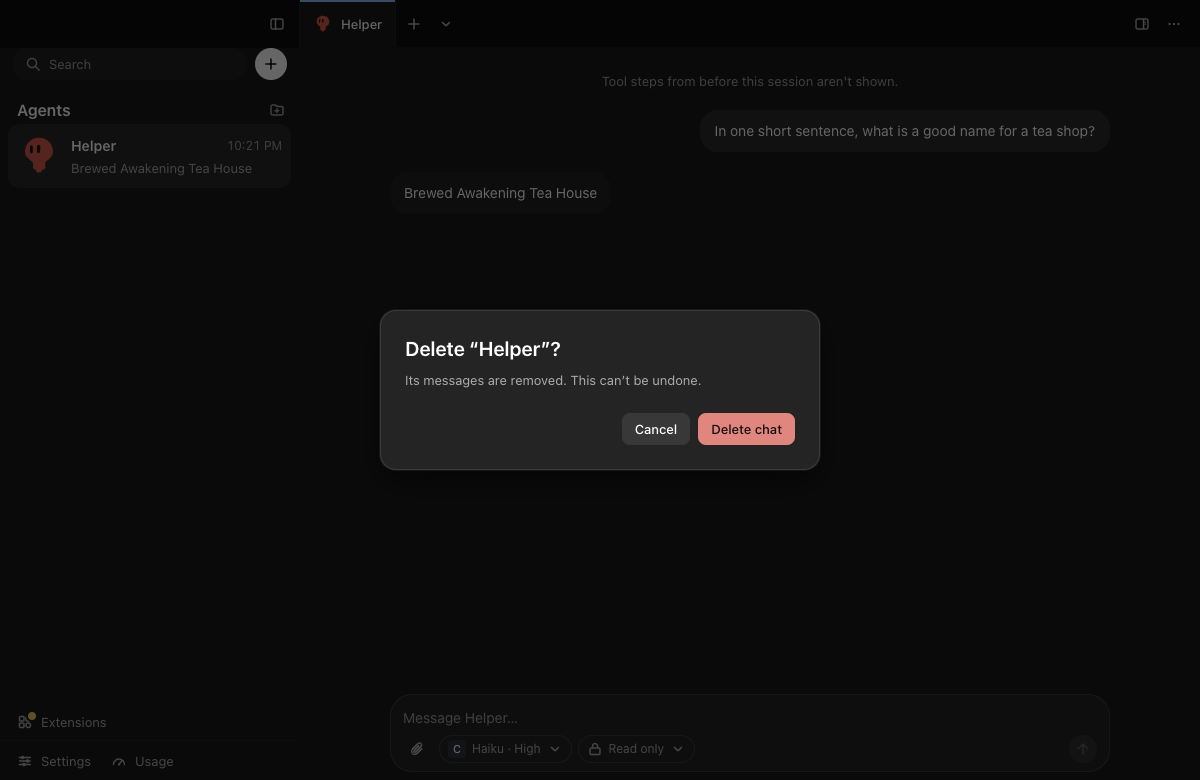 Helper
Search
Tool steps from before this session aren't shown.
Agents
In one short sentence, what is a good name for a tea shop?
Helper
10:21 PM
Brewed Awakening Tea House
Brewed Awakening Tea House
Delete “Helper”?
Its messages are removed. This can't be undone.
Cancel
Delete chat
Message Helper...
Extensions
C Haiku · High
Read only
Settings
Usage